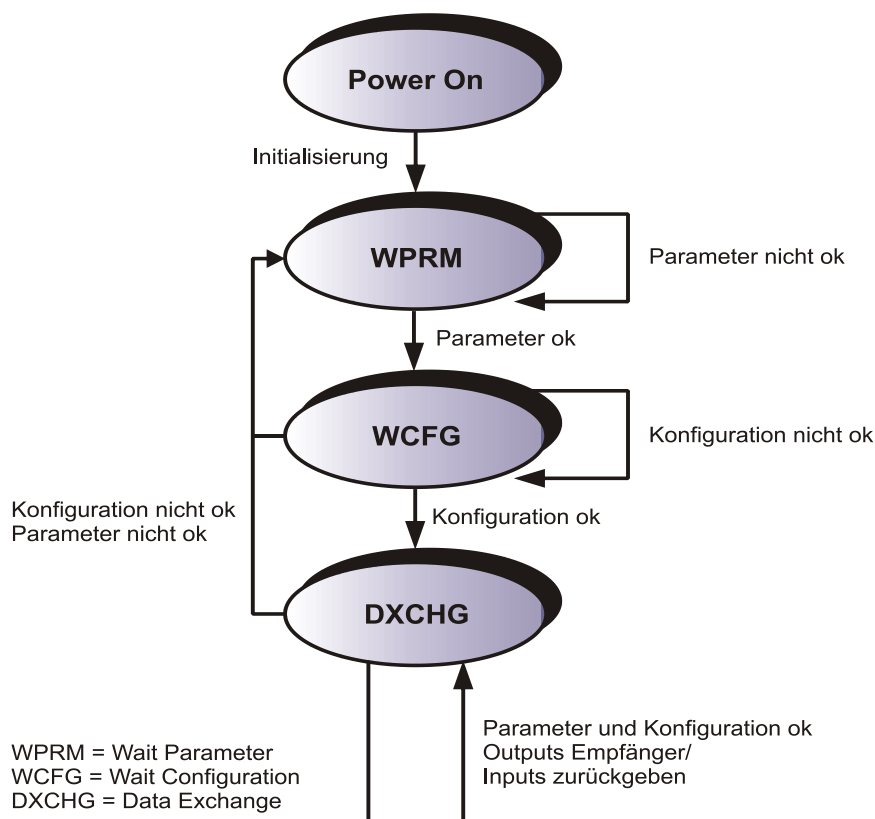 Power On
Initialisierung
WPRM
Parameter nicht ok
Parameter ok
WCFG
Konfiguration nicht ok
Konfiguration nicht ok
Parameter nicht ok
Konfiguration ok
DXCHG
WPRM = Wait Parameter
WCFG = Wait Configuration
DXCHG = Data Exchange
Parameter und Konfiguration ok
Outputs Empfänger/
Inputs zurückgeben